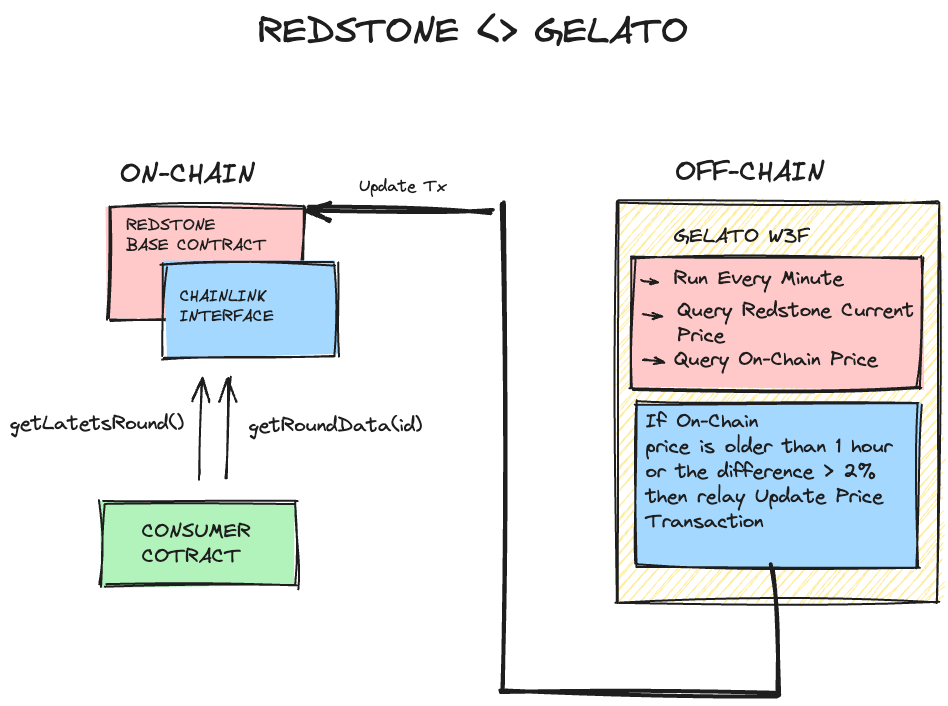 REDSTONE <> GELATO
ON-CHAIN
Update Tx
REDSTONE
BASE CONTRACT
CHAINLINK
INTERFACE
getLatetsRound()
getRoundData(id)
CONSUMER
COTRACT
OFF-CHAIN
GELATO W3F
→ Run Every Minute
→ Query Redstone Current
Price
→ Query On-Chain Price
If On-Chain
price is older than 1 hour
or the difference > 2%
then relay Update Price
Transaction